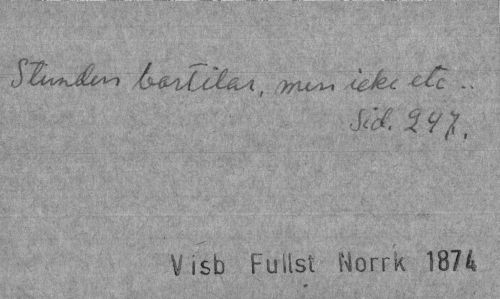 Stunden bortilar, men icke etc ..
Sid. 247.
Visb Fullst Norrk 1874